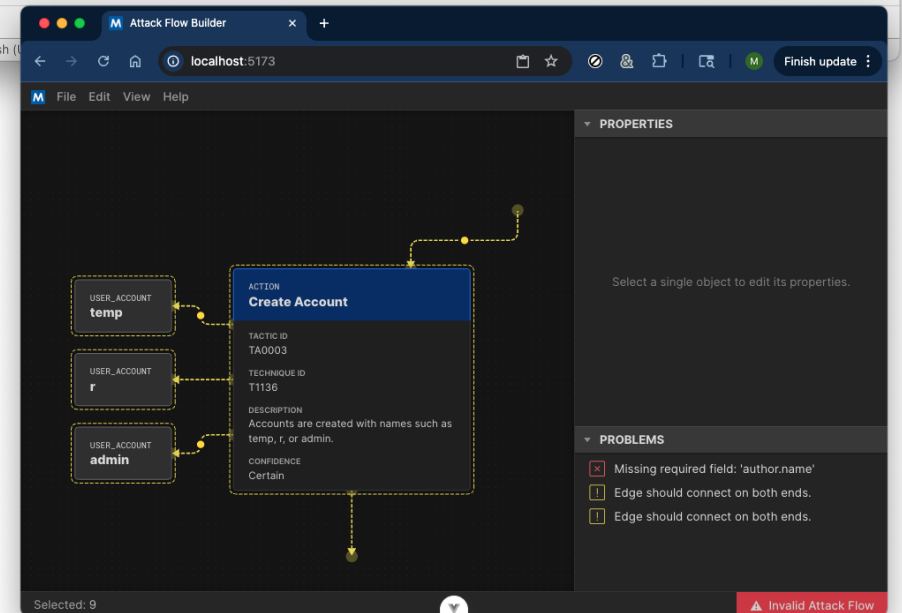 Attack Flow Builder
localhost:5173
M
Finish update
File Edit View Help
PROPERTIES
Select a single object to edit its properties.
ACTION
Create Account
TACTIC ID
TA0003
TECHNIQUE ID
T1136
DESCRIPTION
Accounts are created with names such as
temp, r, or admin.
CONFIDENCE
Certain
USER_ACCOUNT
temp
USER_ACCOUNT
r
USER_ACCOUNT
admin
PROBLEMS
Missing required field: 'author.name'
Edge should connect on both ends.
Edge should connect on both ends.
Selected: 9
Invalid Attack Flow